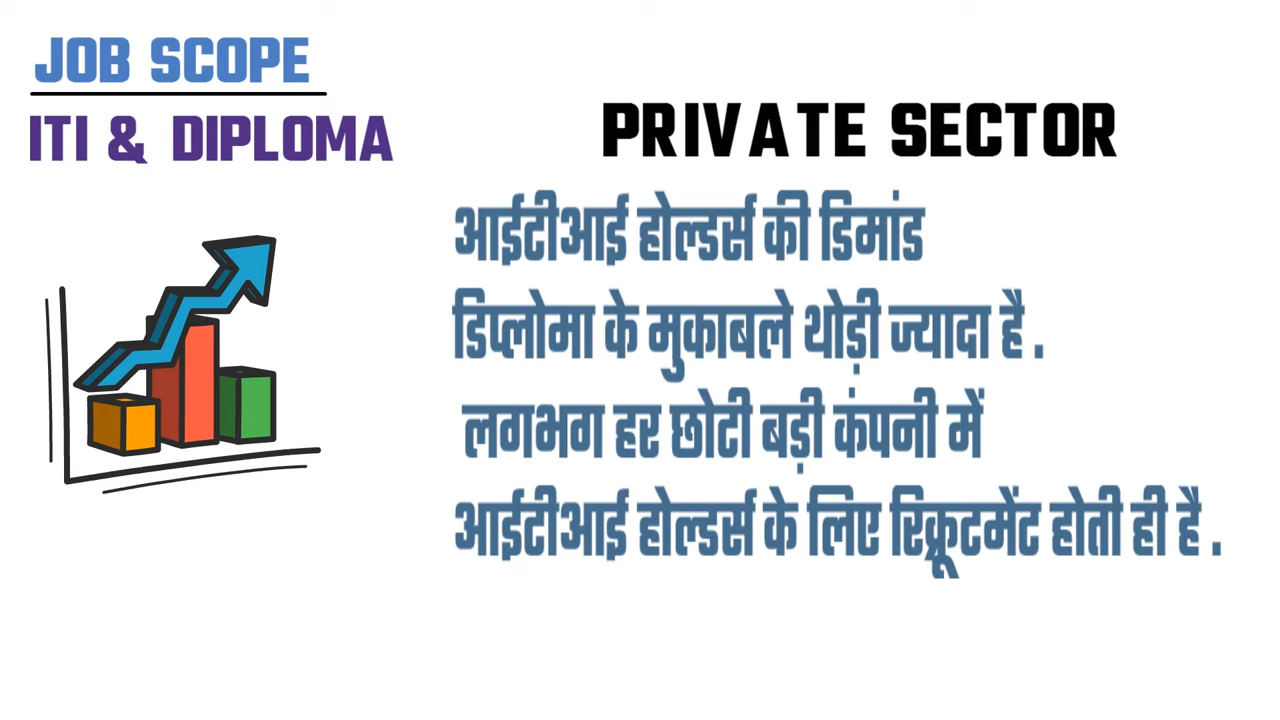 JOB SCOPE
ITI & DIPLOMA
PRIVATE SECTOR
आईटीआई होल्डर्स की डिमांड
डिप्लोमा के मुकाबले थोड़ी ज्यादा है .
लगभग हर छोटी बड़ी कंपनी में
आईटीआई होल्डर्स के लिए रिक्रूटमेंट होती ही है .